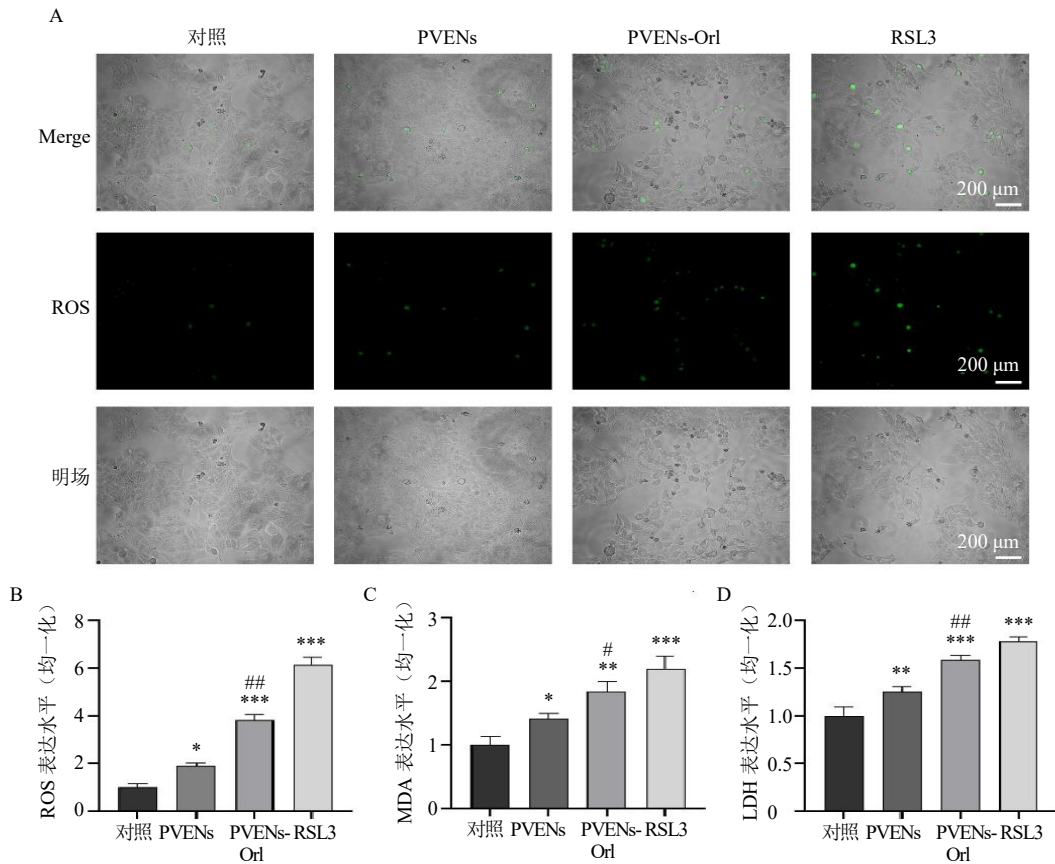 A
对照 PVENs PVENs-Orl RSL3
Merge
200 μm
ROS
200 μm
明场
200 μm
B
ROS 表达水平（均一化）
8
6
4
2
0
*
##
***
***
对照 PVENs PVENs- RSL3
Orl
C
MDA 表达水平（均一化）
3
2
1
0
*
#
**
***
对照 PVENs PVENs- RSL3
Orl
D
LDH 表达水平（均一化）
2.0
1.5
1.0
0.5
0
**
##
***
***
对照 PVENs PVENs- RSL3
Orl